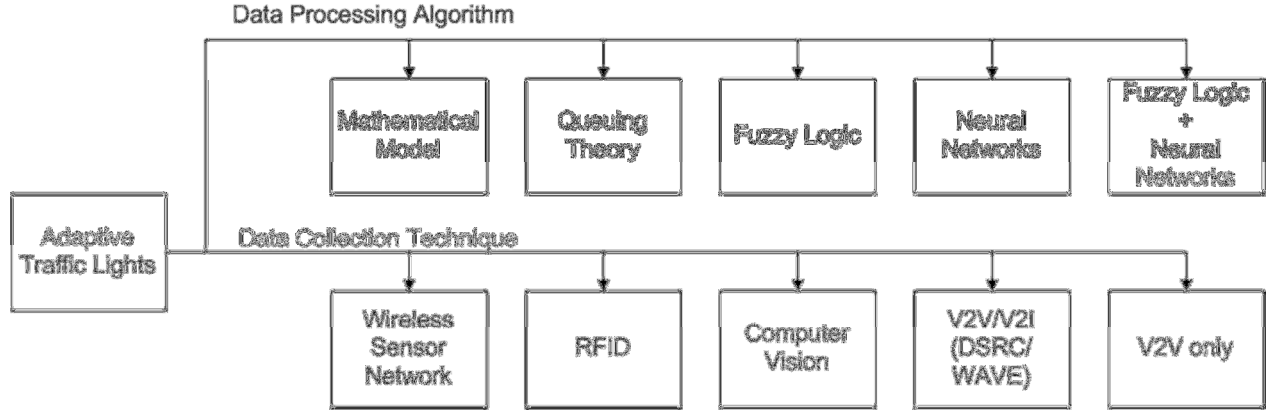 Data Processing Algorithm
Mathematical
Model
Queuing
Theory
Fuzzy Logic
Neural
Networks
Fuzzy Logic
+
Neural
Networks
Adaptive
Traffic Lights
Data Collection Technique
Wireless
Sensor
Network
RFID
Computer
Vision
V2V/V2I
(DSRC/
WAVE)
V2V only